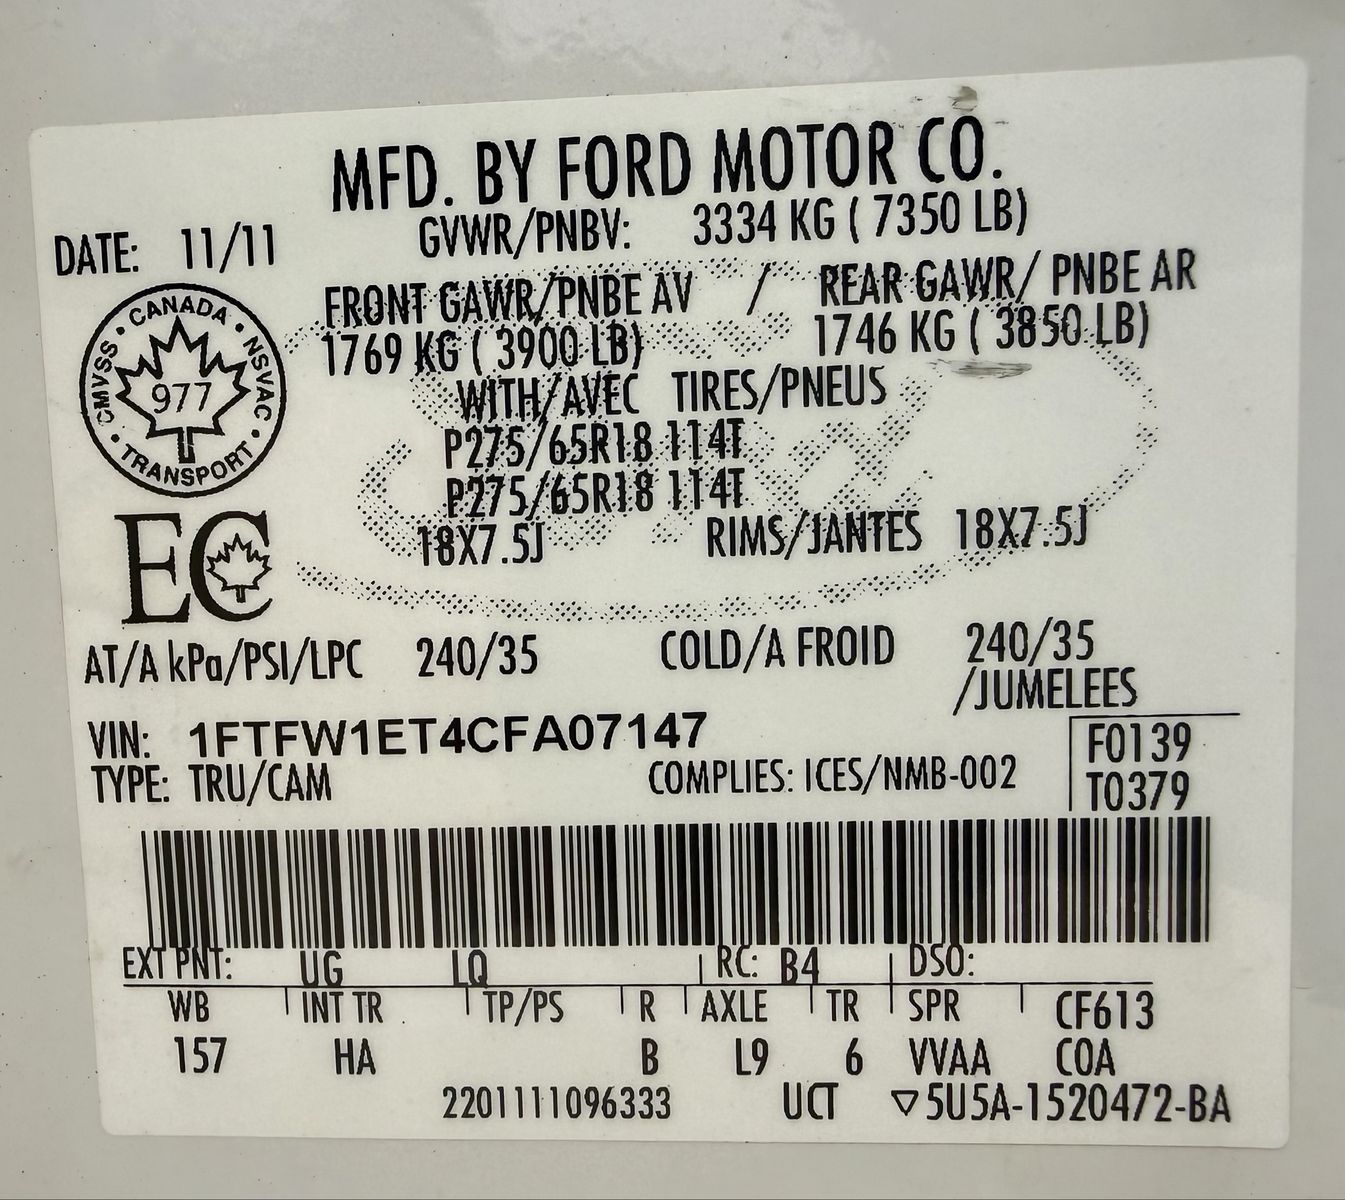 MFD. BY FORD MOTOR CO.
DATE: 11/11 GVWR/PNBV: 3334 KG ( 7350 LB)
FRONT GAWR/PNBE AV / REAR GAWR/ PNBE AR
1769 KG ( 3900 LB) 1746 KG ( 3850 LB)
WITH/AVEC TIRES/PNEUS
P275/65R18 114T
P275/65R18 114T
18X7.5J RIMS/JANTES 18X7.5J
CANADA
CMVSS 977 NSVAC
TRANSPORT
EC
AT/A kPa/PSI/LPC 240/35 COLD/A FROID 240/35
/JUMELEES
VIN: 1FTFW1ET4CFA07147 F0139
TYPE: TRU/CAM COMPLIES: ICES/NMB-002 T0379
EXT PNT: UG LQ RC: B4 DSO:
WB INT TR TP/PS R AXLE TR SPR CF613
157 HA B L9 6 VVAA COA
2201111096333 UCT ▽5U5A-1520472-BA